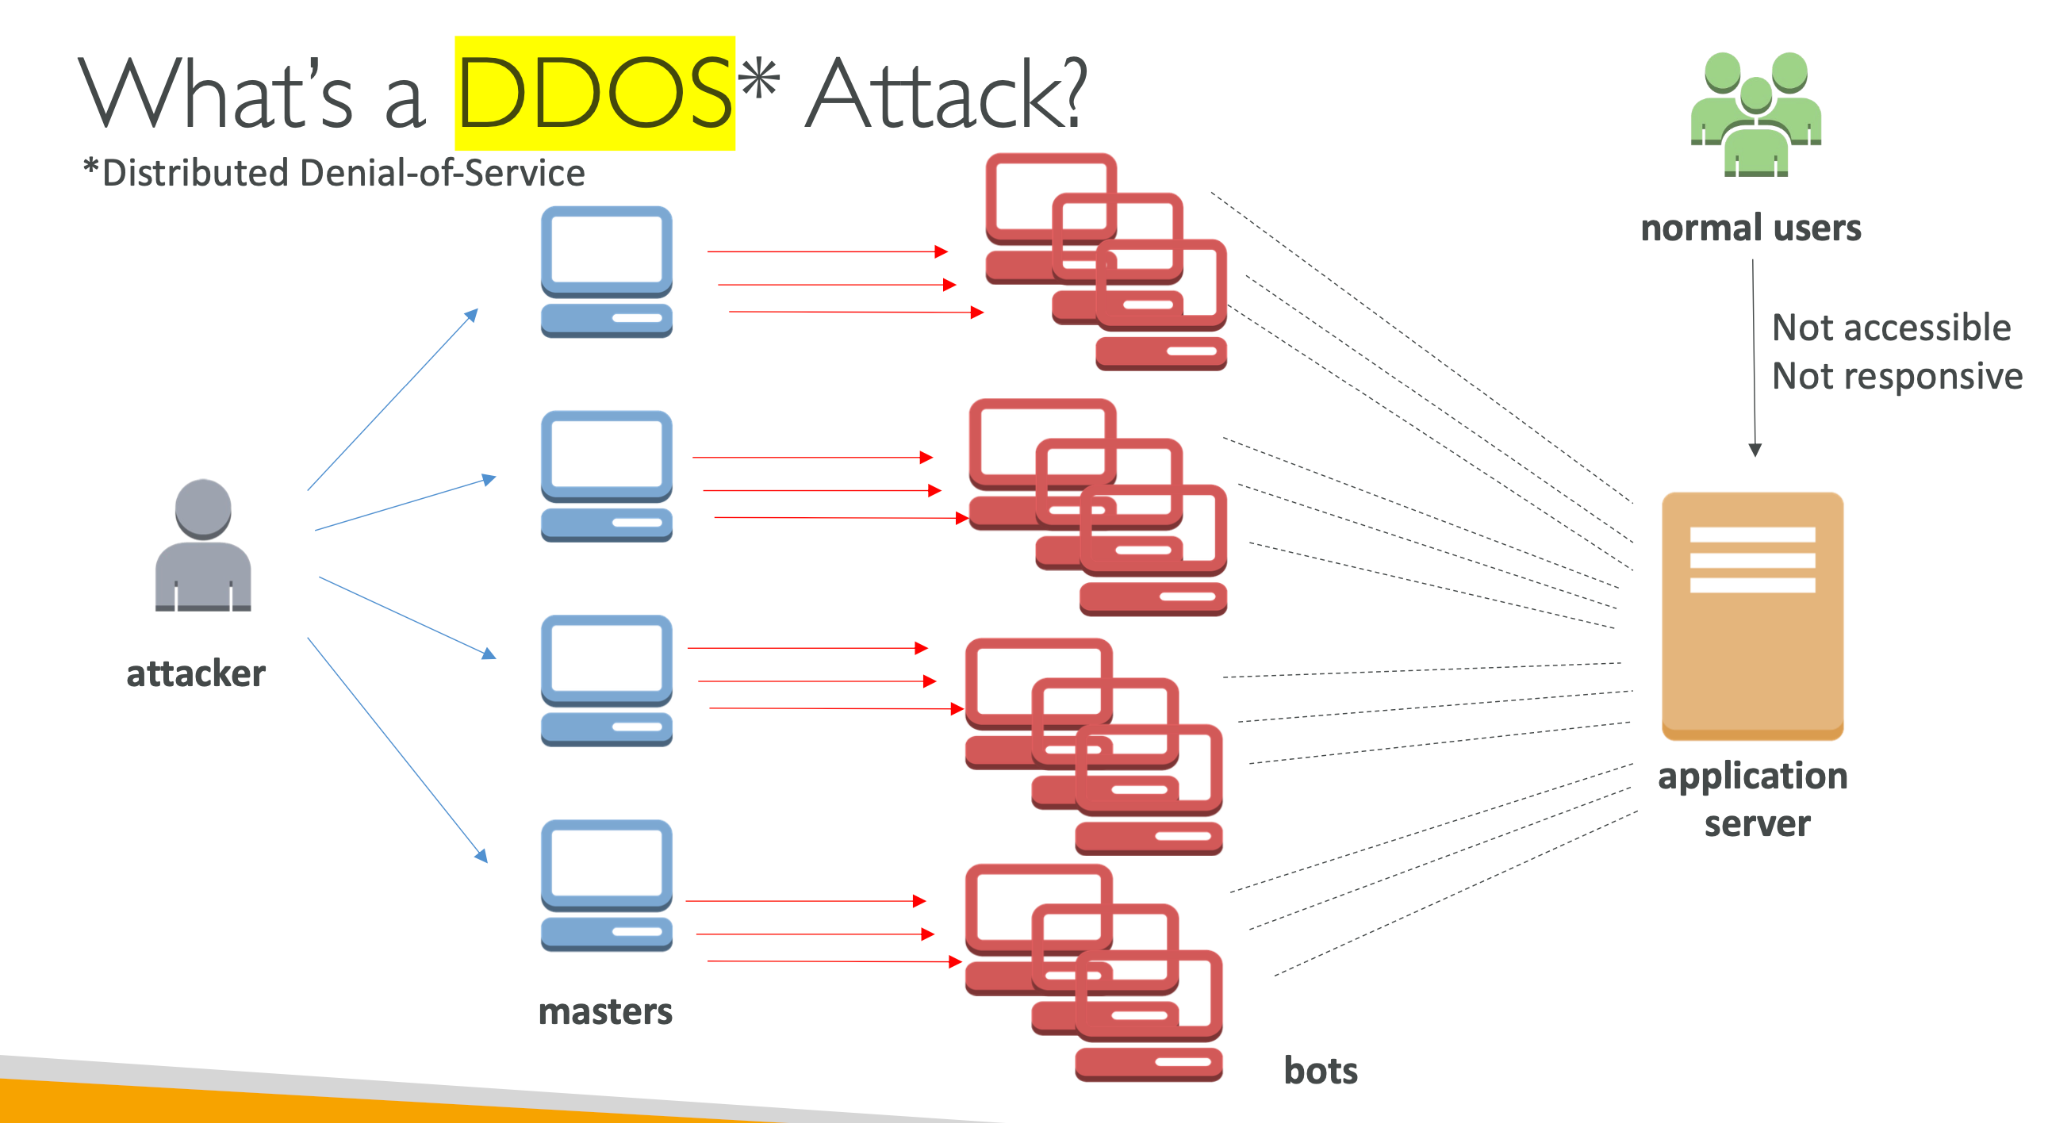 What's a DDOS* Attack?
*Distributed Denial-of-Service
normal users
Not accessible
Not responsive
attacker
application
server
masters
bots